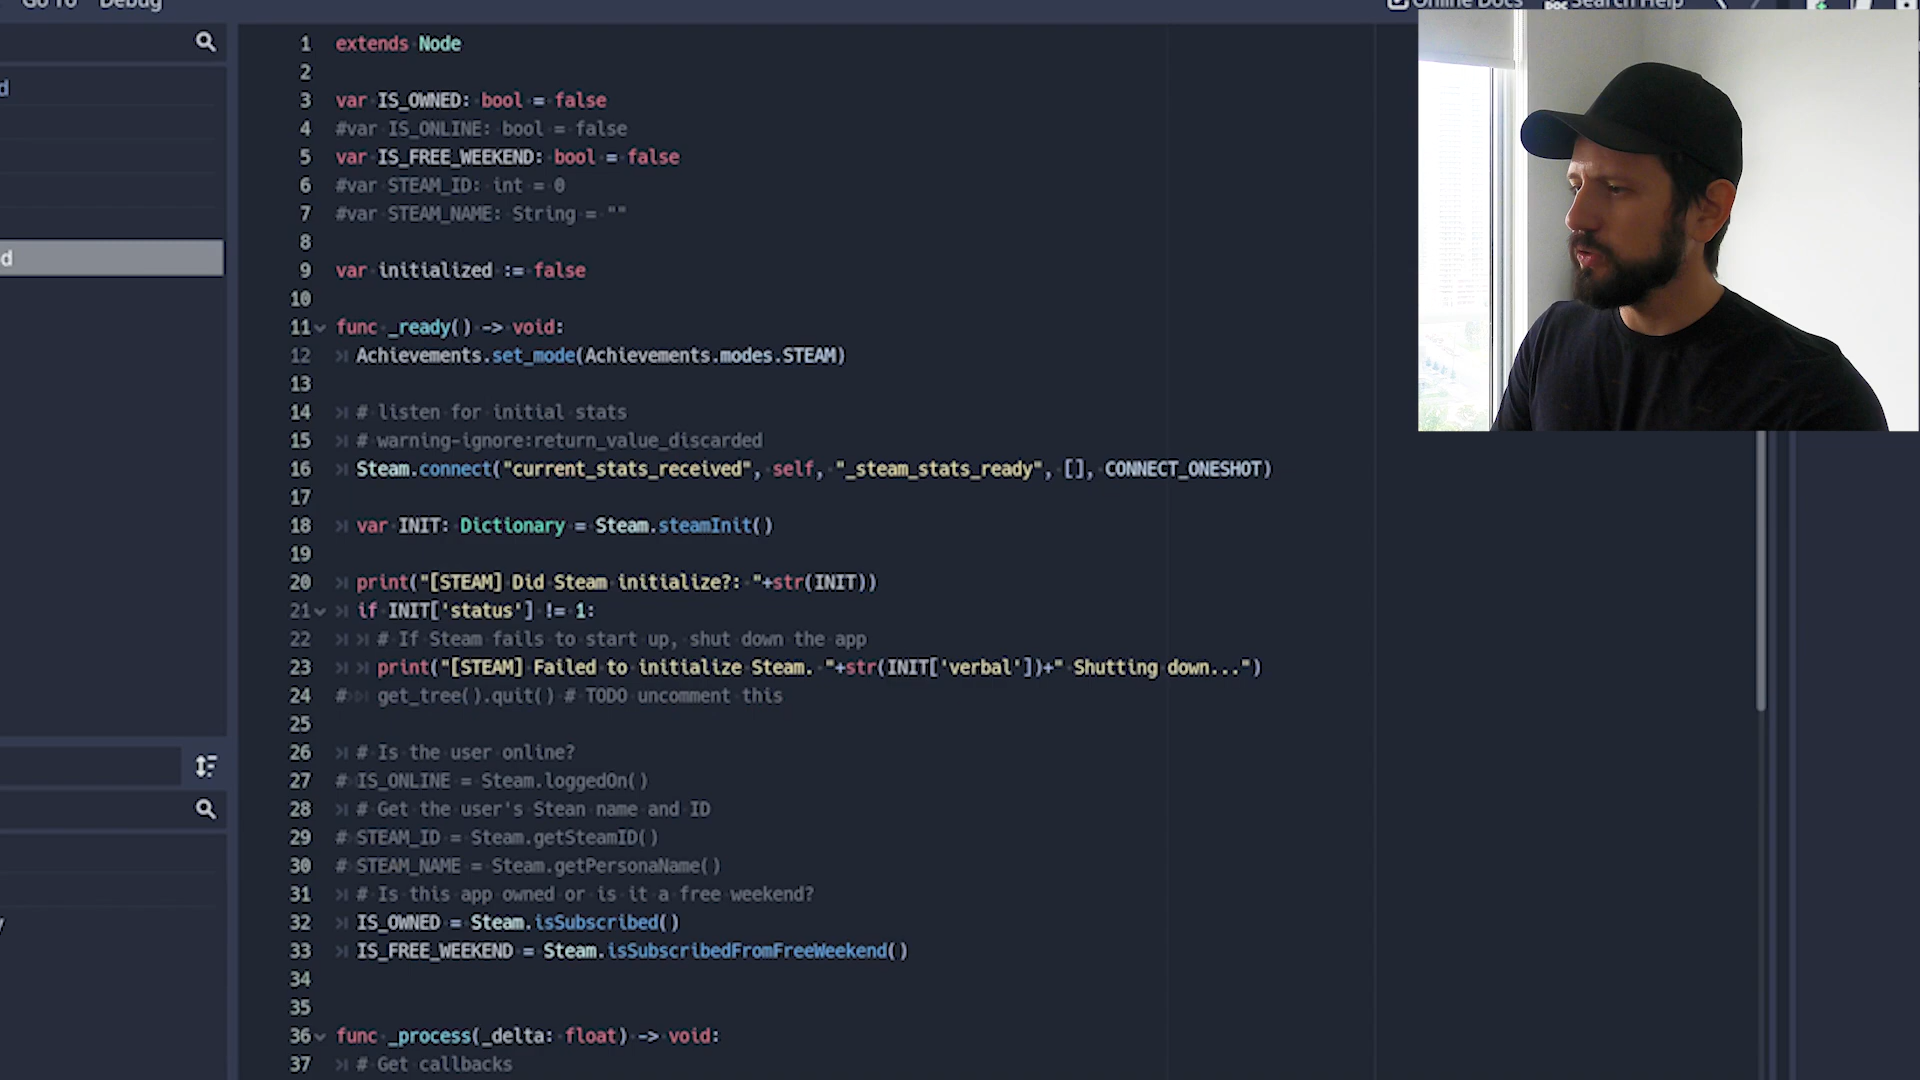 Go To Debug
Online Docs Search Help
d
d
1 extends Node
2
3 var IS_OWNED: bool = false
4 #var IS_ONLINE: bool = false
5 var IS_FREE_WEEKEND: bool = false
6 #var STEAM_ID: int = 0
7 #var STEAM_NAME: String = ""
8
9 var initialized := false
10
11 func _ready() -> void:
12 Achievements.set_mode(Achievements.modes.STEAM)
13
14 # listen for initial stats
15 # warning-ignore:return_value_discarded
16 Steam.connect("current_stats_received", self, "_steam_stats_ready", [], CONNECT_ONESHOT)
17
18 var INIT: Dictionary = Steam.steamInit()
19
20 print("[STEAM] Did Steam initialize?: "+str(INIT))
21 if INIT['status'] != 1:
22 # If Steam fails to start up, shut down the app
23 print("[STEAM] Failed to initialize Steam. "+str(INIT['verbal'])+" Shutting down...")
24 # get_tree().quit() # TODO uncomment this
25
26 # Is the user online?
27 # IS_ONLINE = Steam.loggedOn()
28 # Get the user's Stean name and ID
29 # STEAM_ID = Steam.getSteamID()
30 # STEAM_NAME = Steam.getPersonaName()
31 # Is this app owned or is it a free weekend?
32 IS_OWNED = Steam.isSubscribed()
33 IS_FREE_WEEKEND = Steam.isSubscribedFromFreeWeekend()
34
35
36 func _process(_delta: float) -> void:
37 # Get callbacks